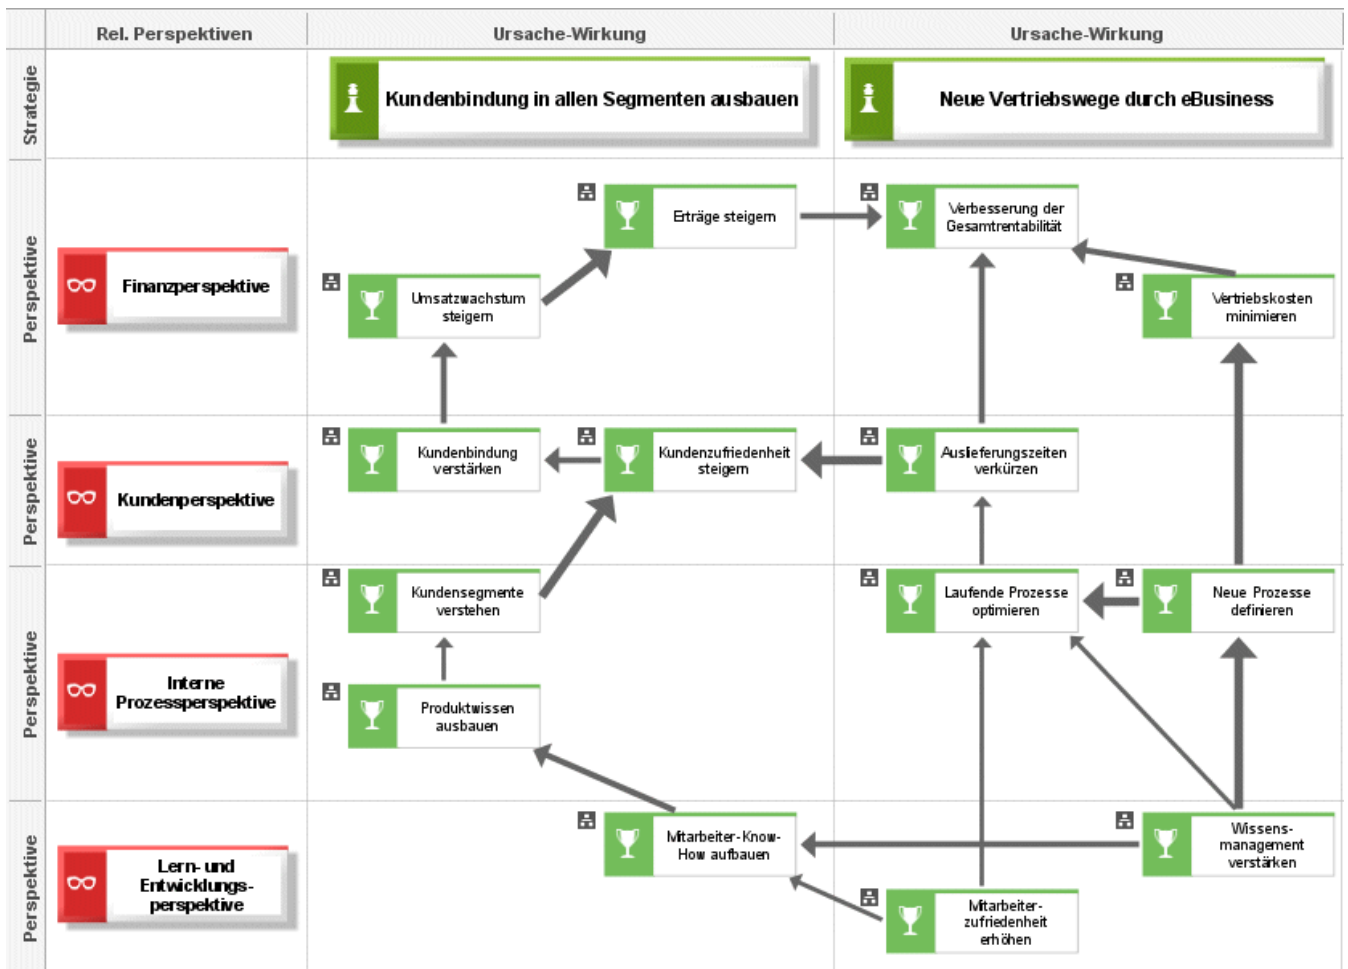 Rel. Perspektiven
Ursache-Wirkung
Ursache-Wirkung
Strategie
Kundenbindung in allen Segmenten ausbauen
Neue Vertriebswege durch eBusiness
Perspektive
Finanzperspektive
Erträge steigern
Verbesserung der
Gesamtrentabilität
Umsatzwachstum
steigern
Vertriebskosten
minimieren
Perspektive
Kundenperspektive
Kundenbindung
verstärken
Kundenzufriedenheit
steigern
Auslieferungszeiten
verkürzen
Perspektive
Interne
Prozessperspektive
Kundensegmente
verstehen
Laufende Prozesse
optimieren
Neue Prozesse
definieren
Produktwissen
ausbauen
Perspektive
Lern- und
Entwicklungs-
perspektive
Mitarbeiter-Know-
How aufbauen
Wissens-
management
verstärken
Mitarbeiter-
zufriedenheit
erhöhen